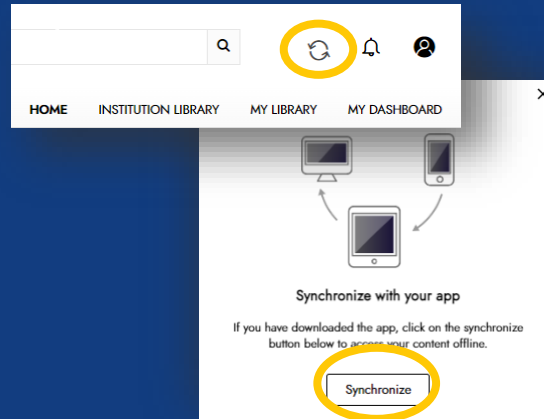 HOME INSTITUTION LIBRARY MY LIBRARY MY DASHBOARD
Synchronize with your app
If you have downloaded the app, click on the synchronize
button below to access your content offline.
Synchronize